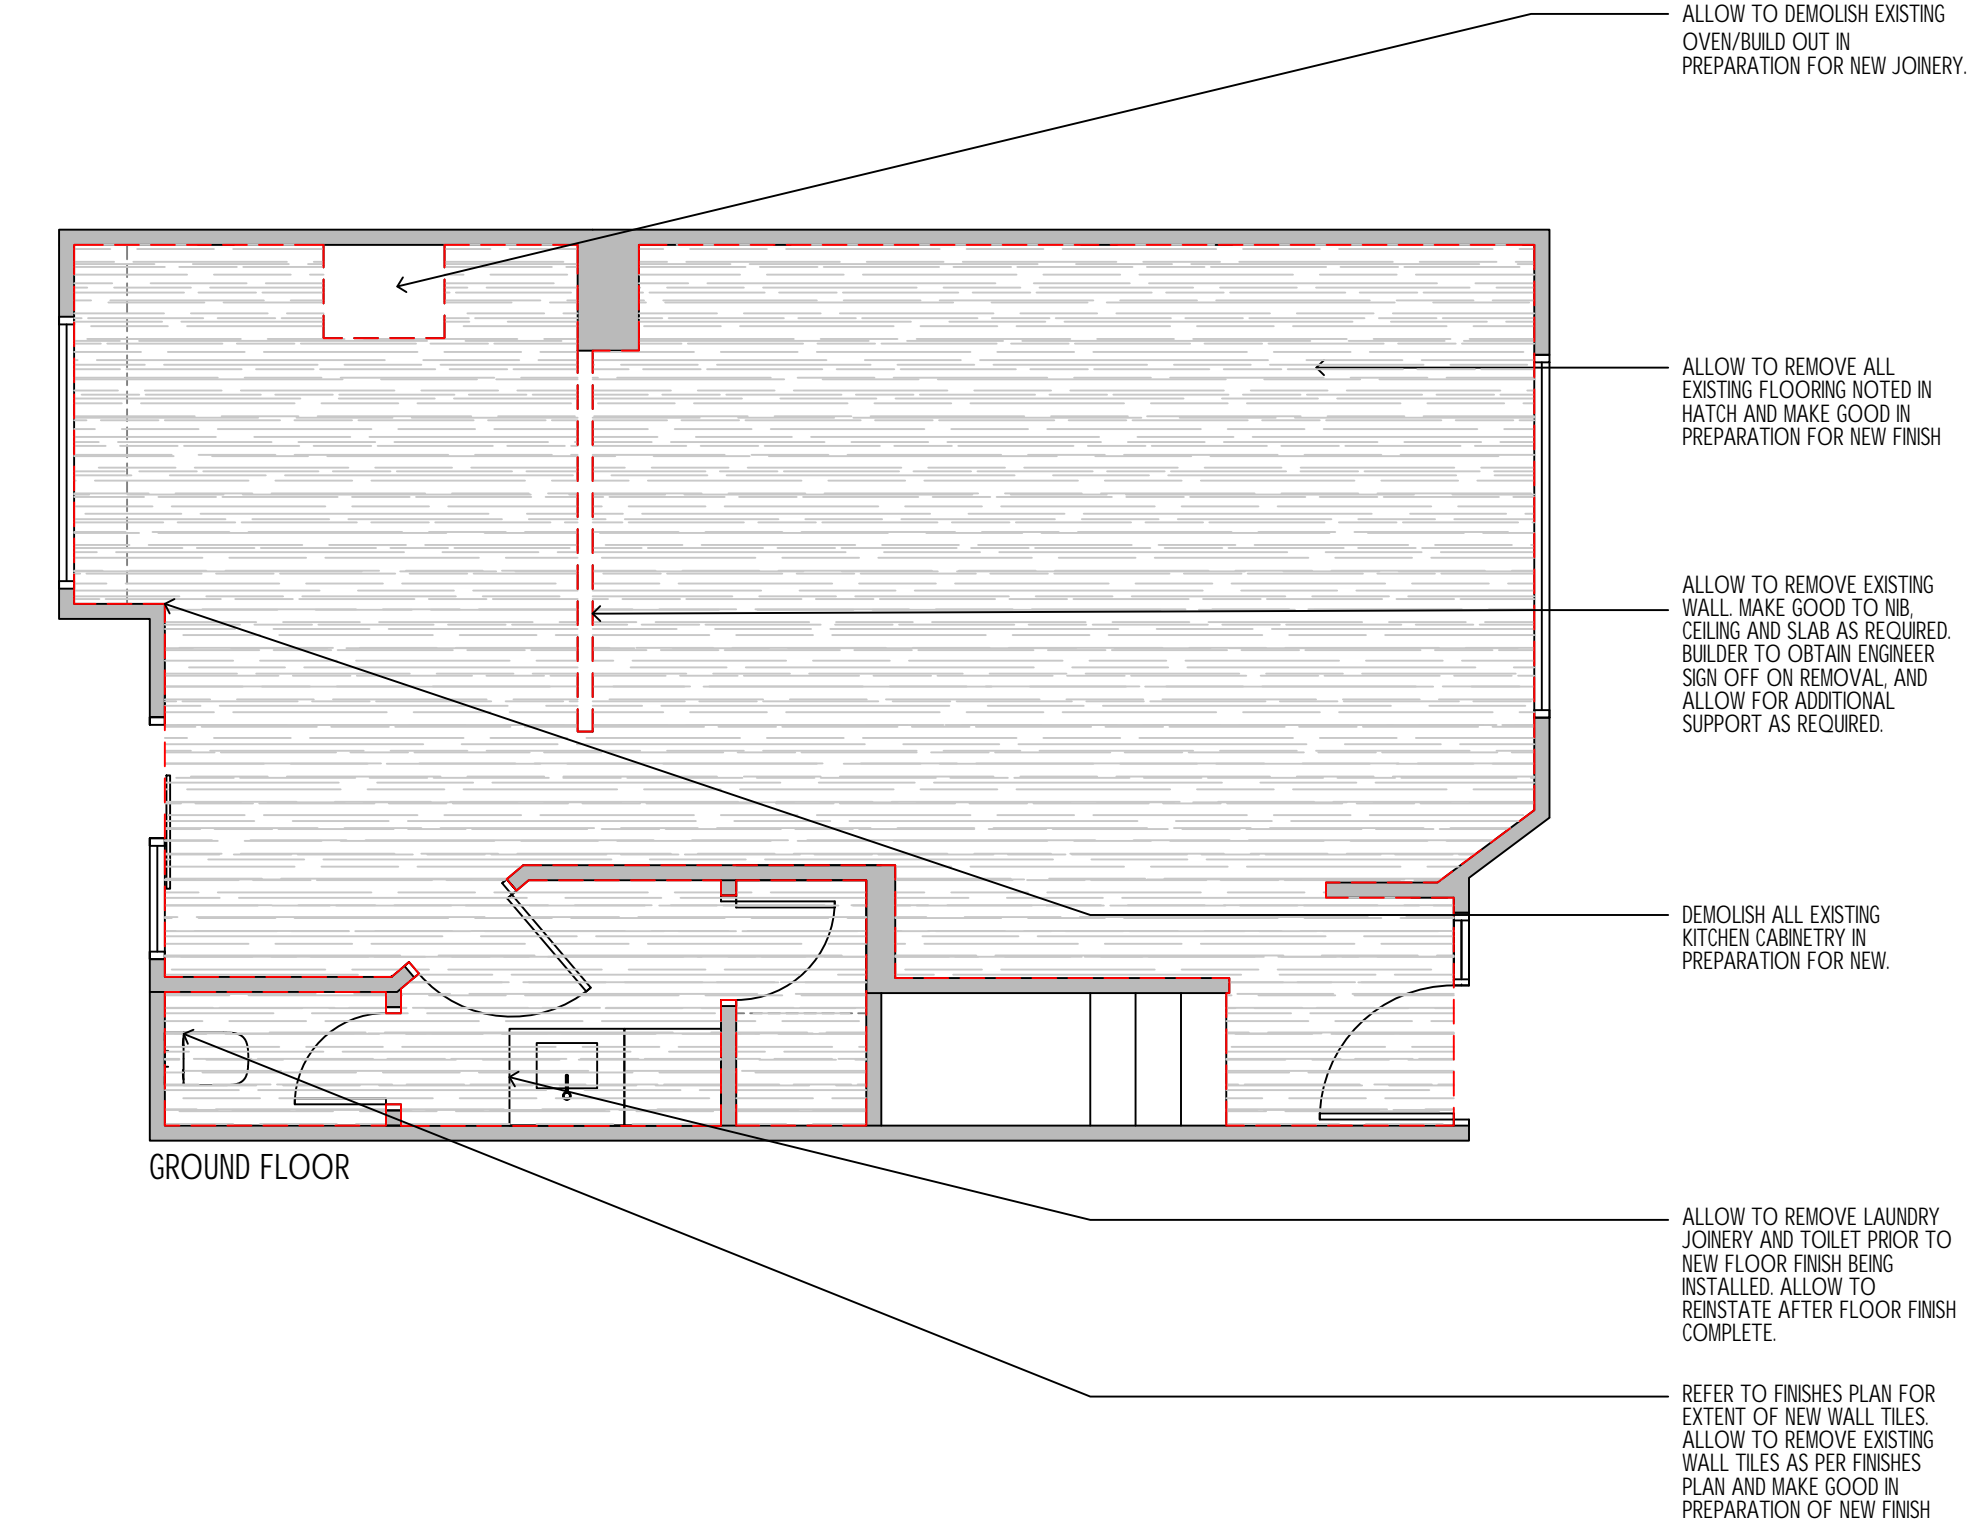 ALLOW TO DEMOLISH EXISTING
OVEN/BUILD OUT IN
PREPARATION FOR NEW JOINERY.
ALLOW TO REMOVE ALL
EXISTING FLOORING NOTED IN
HATCH AND MAKE GOOD IN
PREPARATION FOR NEW FINISH
ALLOW TO REMOVE EXISTING
WALL. MAKE GOOD TO NIB,
CEILING AND SLAB AS REQUIRED.
BUILDER TO OBTAIN ENGINEER
SIGN OFF ON REMOVAL, AND
ALLOW FOR ADDITIONAL
SUPPORT AS REQUIRED.
DEMOLISH ALL EXISTING
KITCHEN CABINETRY IN
PREPARATION FOR NEW.
GROUND FLOOR
ALLOW TO REMOVE LAUNDRY
JOINERY AND TOILET PRIOR TO
NEW FLOOR FINISH BEING
INSTALLED. ALLOW TO
REINSTATE AFTER FLOOR FINISH
COMPLETE.
REFER TO FINISHES PLAN FOR
EXTENT OF NEW WALL TILES.
ALLOW TO REMOVE EXISTING
WALL TILES AS PER FINISHES
PLAN AND MAKE GOOD IN
PREPARATION OF NEW FINISH